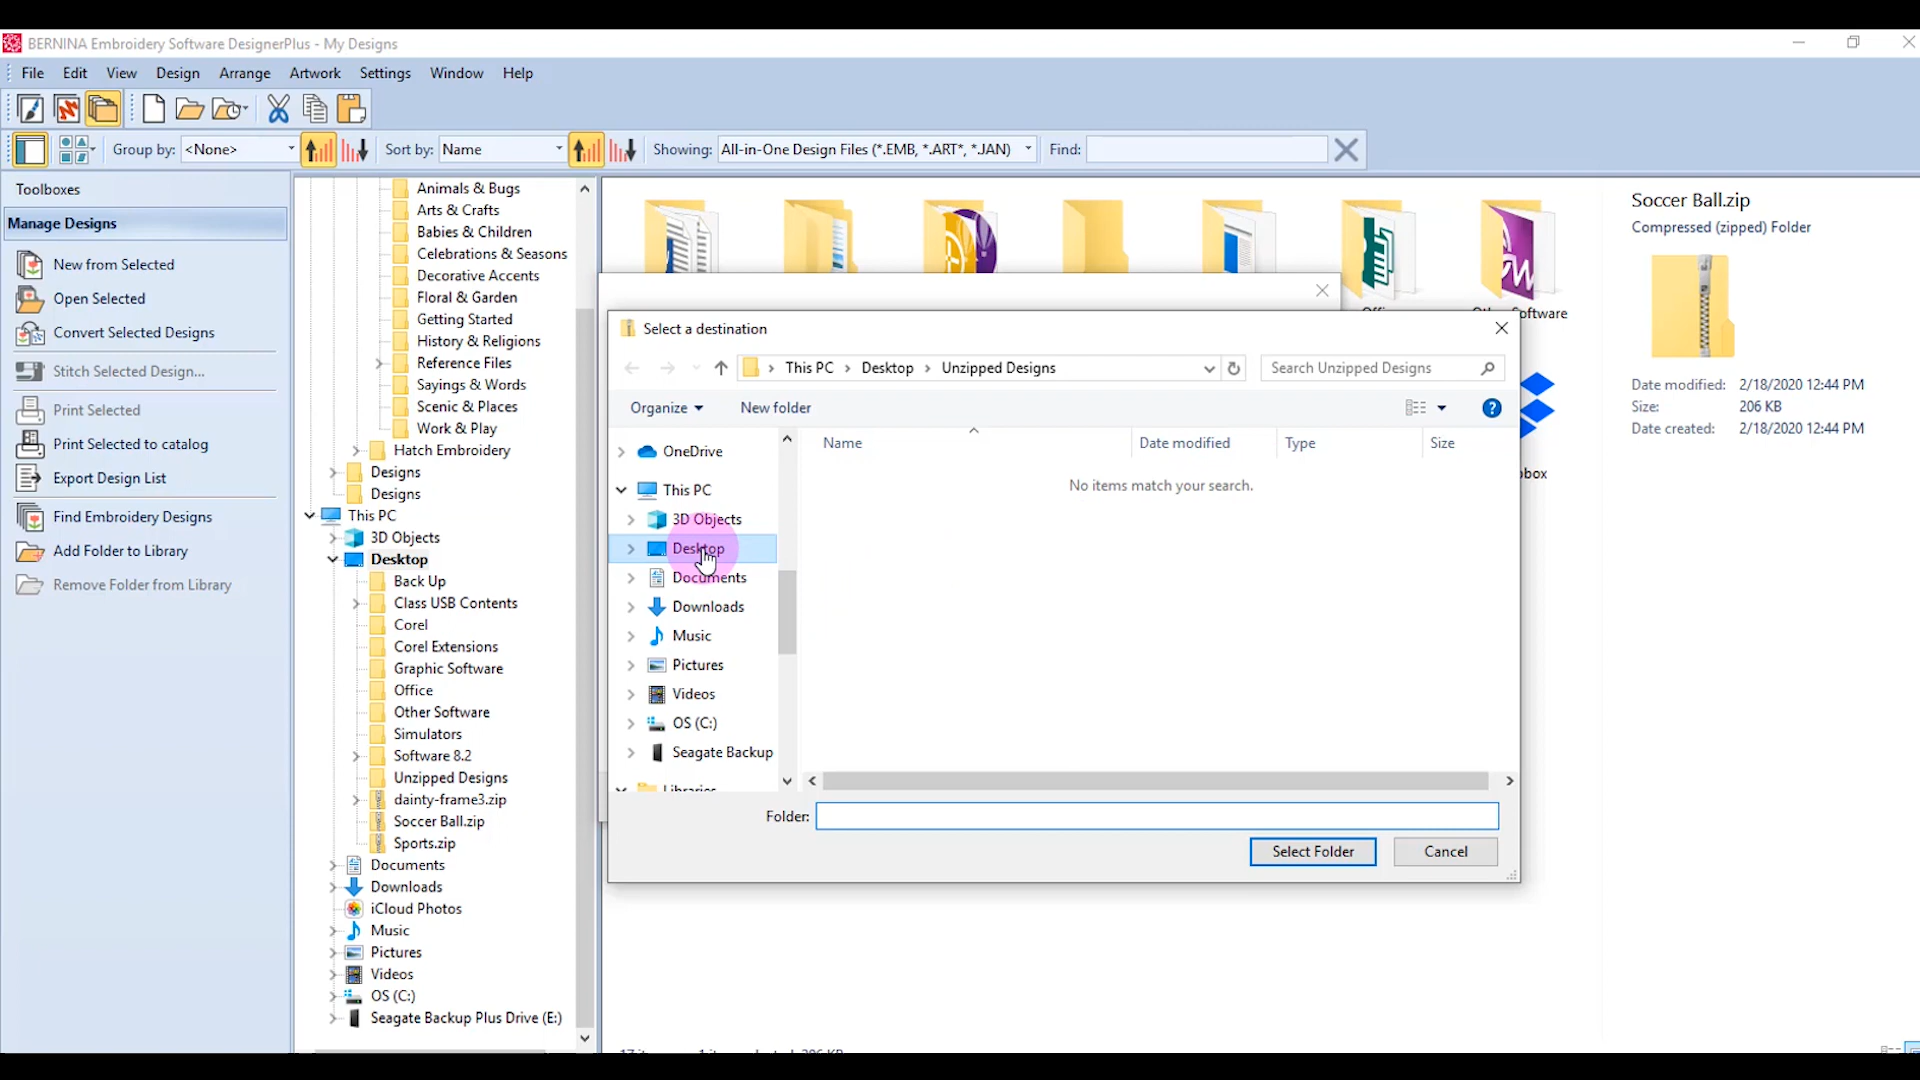 BERNINA Embroidery Software DesignerPlus - My Designs
File Edit View Design Arrange Artwork Settings Window Help
Group by: <None> Sort by: Name Showing: All-in-One Design Files (*.EMB, *.ART*, *.JAN) Find:
Toolboxes
Manage Designs
New from Selected
Open Selected
Convert Selected Designs
Stitch Selected Design...
Print Selected
Print Selected to catalog
Export Design List
Find Embroidery Designs
Add Folder to Library
Remove Folder from Library
Animals & Bugs
Arts & Crafts
Babies & Children
Celebrations & Seasons
Decorative Accents
Floral & Garden
Getting Started
History & Religions
Reference Files
Sayings & Words
Scenic & Places
Work & Play
Hatch Embroidery
Designs
Designs
This PC
3D Objects
Desktop
Back Up
Class USB Contents
Corel
Corel Extensions
Graphic Software
Office
Other Software
Simulators
Software 8.2
Unzipped Designs
dainty-frame3.zip
Soccer Ball.zip
Sports.zip
Documents
Downloads
iCloud Photos
Music
Pictures
Videos
OS (C:)
Seagate Backup Plus Drive (E:)
Select a destination
This PC > Desktop > Unzipped Designs
Search Unzipped Designs
Organize New folder
Name Date modified Type Size
No items match your search.
OneDrive
This PC
3D Objects
Desktop
Documents
Downloads
Music
Pictures
Videos
OS (C:)
Seagate Backup
Libraries
Folder:
Select Folder Cancel
Software
box
Soccer Ball.zip
Compressed (zipped) Folder
Date modified: 2/18/2020 12:44 PM
Size: 206 KB
Date created: 2/18/2020 12:44 PM